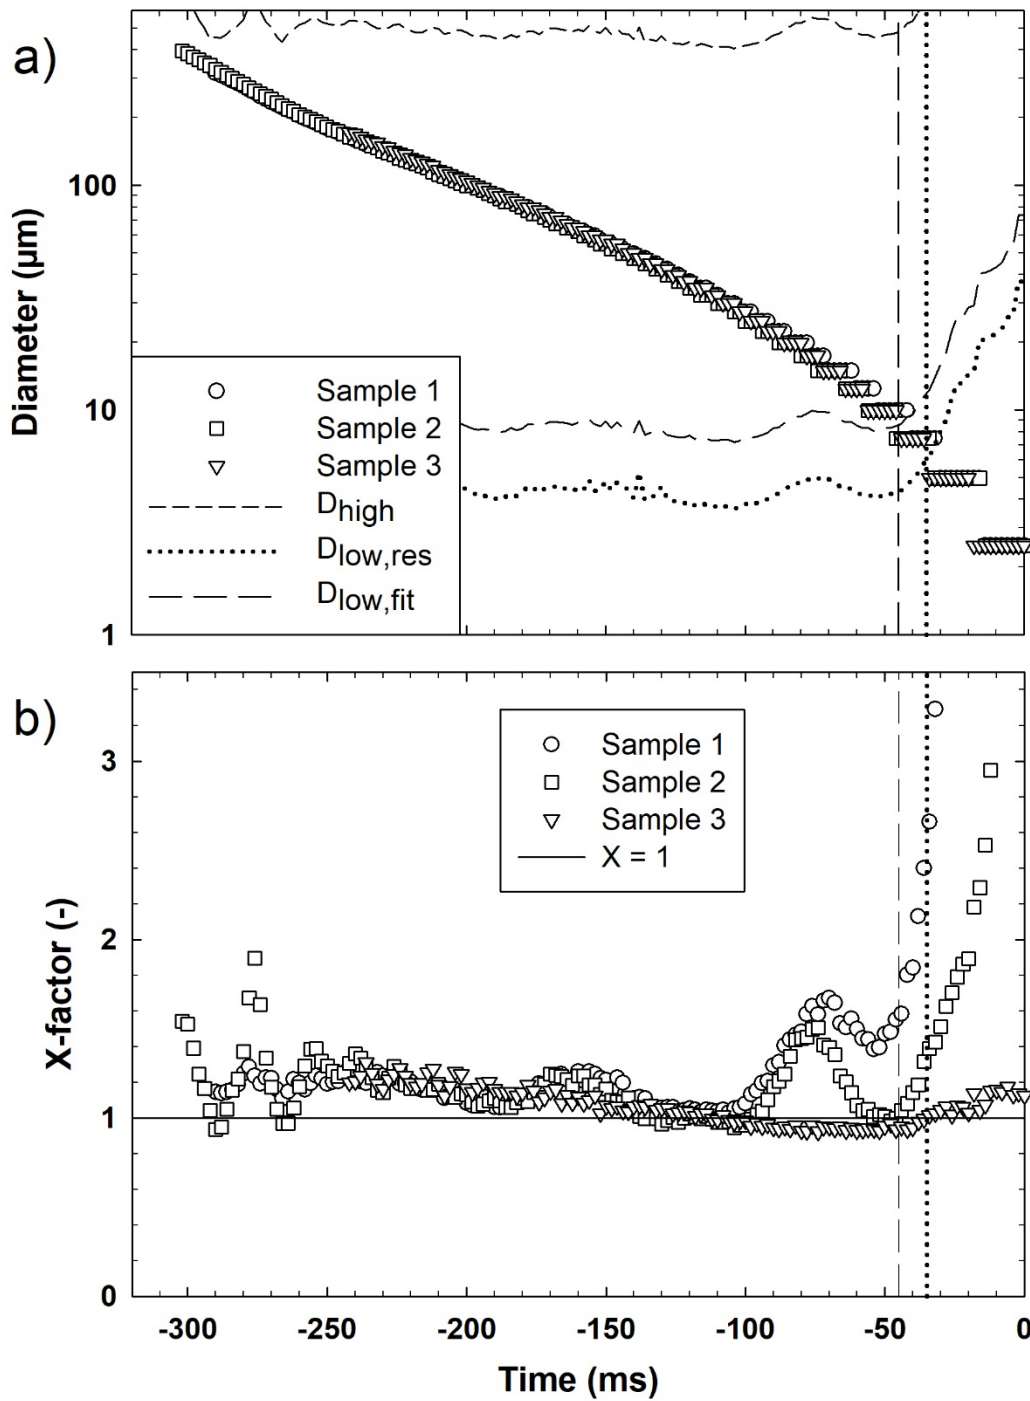 a)
Diameter (µm)
100
10
1
Sample 1
Sample 2
Sample 3
Dhigh
Dlow,res
Dlow,fit
b)
X-factor (-)
3
2
1
0
Sample 1
Sample 2
Sample 3
X = 1
-300 -250 -200 -150 -100 -50 0
Time (ms)